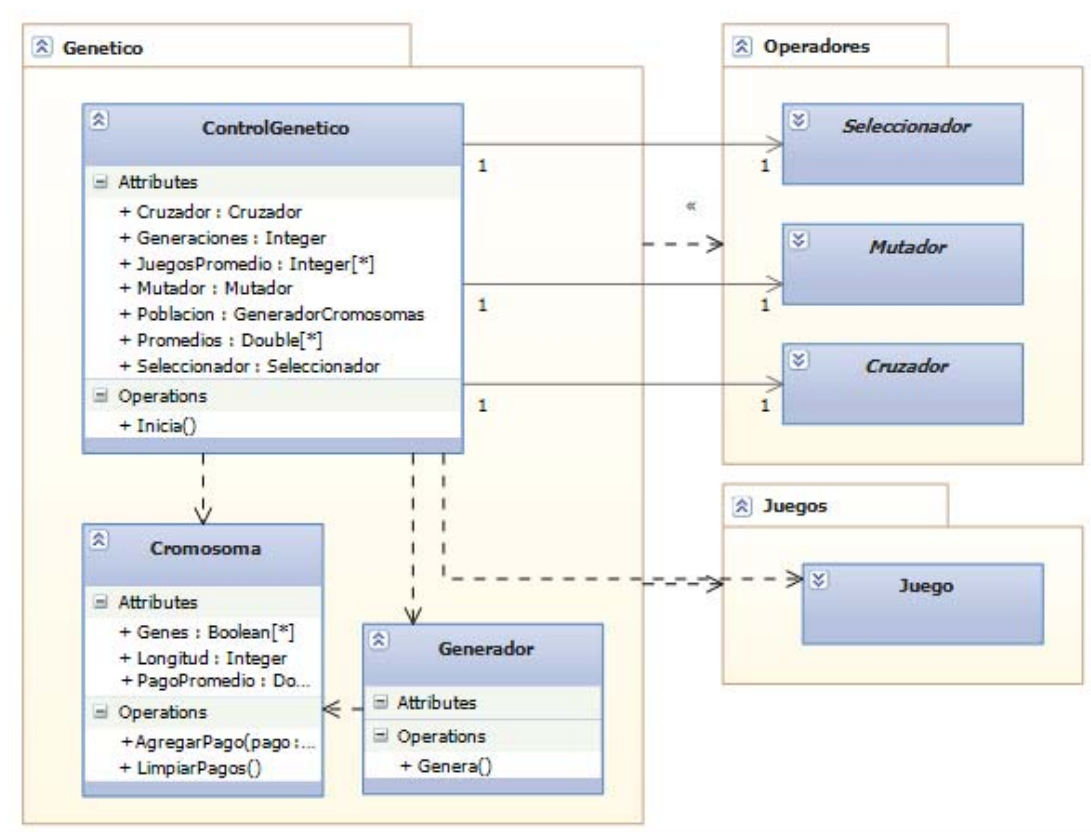 Genetico
ControlGenetico
Attributes
+ Cruzador : Cruzador
+ Generaciones : Integer
+ JuegosPromedio : Integer[*]
+ Mutador : Mutador
+ Poblacion : GeneradorCromosomas
+ Promedios : Double[*]
+ Seleccionador : Seleccionador
Operations
+ Inicia()
Cromosoma
Attributes
+ Genes : Boolean[*]
+ Longitud : Integer
+ PagoPromedio : Do...
Operations
+AgregarPago(pago:...
+ LimpiarPagos()
Generador
Attributes
Operations
+ Genera()
1
1
«
1
1
1
1
Operadores
Seleccionador
Mutador
Cruzador
Juegos
Juego